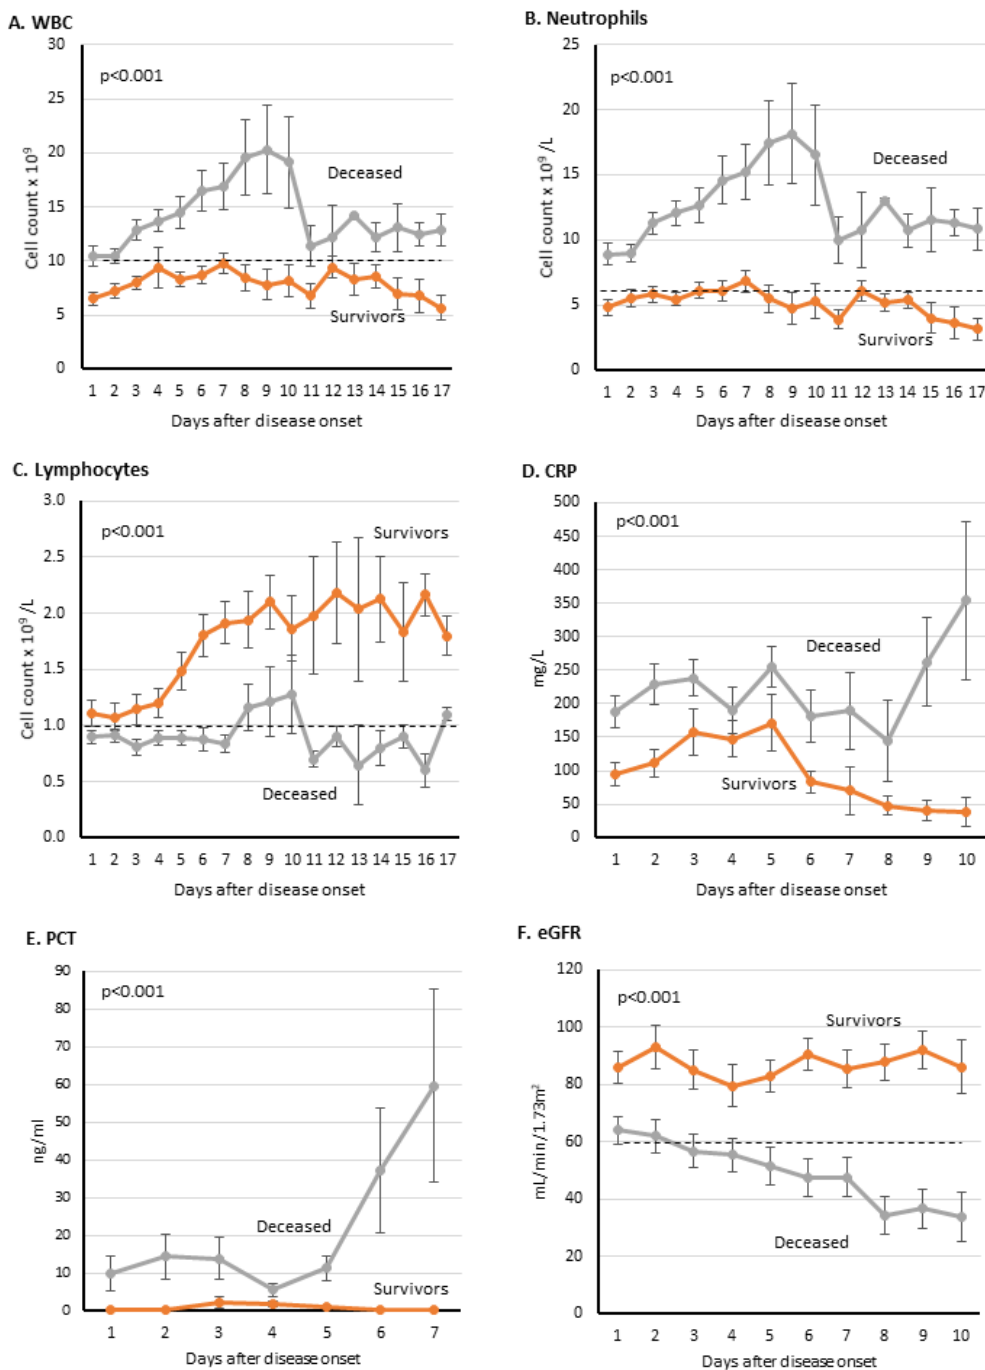 A. WBC
30
25
20
15
10
5
0
p<0.001
Cell count x 10⁹
Deceased
Survivors
1 2 3 4 5 6 7 8 9 10 11 12 13 14 15 16 17
Days after disease onset
B. Neutrophils
25
20
15
10
5
0
p<0.001
Cell count x 10⁹ /L
Deceased
Survivors
1 2 3 4 5 6 7 8 9 10 11 12 13 14 15 16 17
Days after disease onset
C. Lymphocytes
3.0
2.5
2.0
1.5
1.0
0.5
0.0
p<0.001
Cell count x 10⁹ /L
Survivors
Deceased
1 2 3 4 5 6 7 8 9 10 11 12 13 14 15 16 17
Days after disease onset
D. CRP
500
450
400
350
300
250
200
150
100
50
0
p<0.001
mg/L
Deceased
Survivors
1 2 3 4 5 6 7 8 9 10
Days after disease onset
E. PCT
90
80
70
60
50
40
30
20
10
0
p<0.001
ng/ml
Deceased
Survivors
1 2 3 4 5 6 7
Days after disease onset
F. eGFR
120
100
80
60
40
20
0
p<0.001
mL/min/1.73m²
Survivors
Deceased
1 2 3 4 5 6 7 8 9 10
Days after disease onset